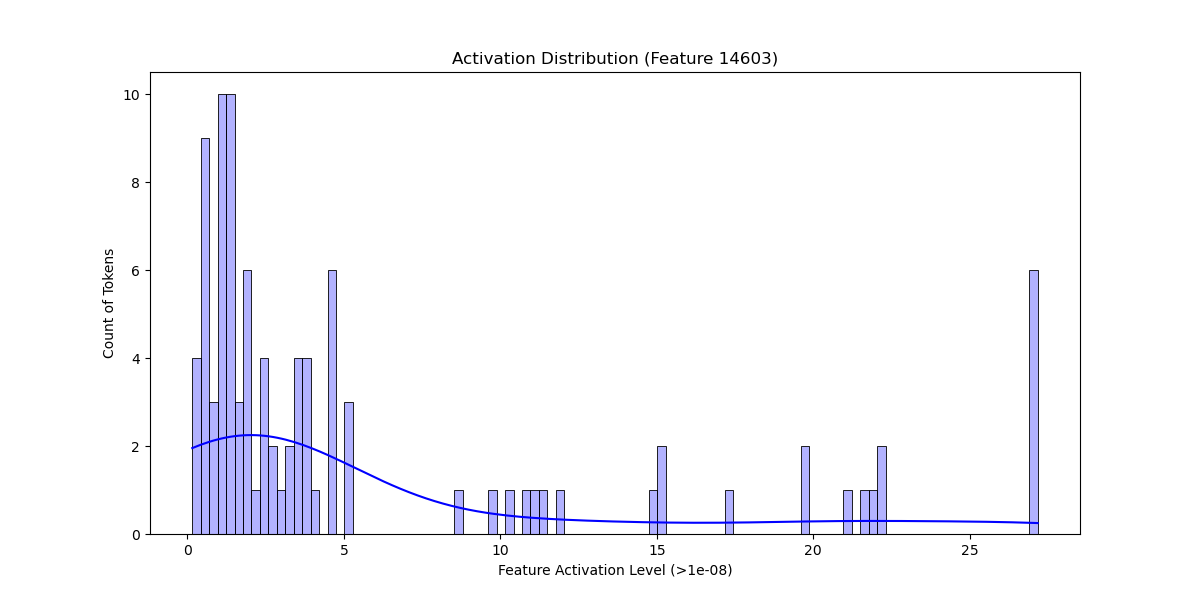 Activation Distribution (Feature 14603)
10
8
6
4
2
0
Count of Tokens
0 5 10 15 20 25
Feature Activation Level (>1e-08)